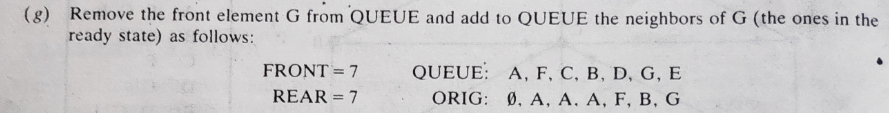 (g) Remove the front element G from QUEUE and add to QUEUE the neighbors of G (the ones in the
ready state) as follows:
FRONT = 7 QUEUE: A, F, C, B, D, G, E
REAR = 7 ORIG: Ø, A, A. A, F, B, G